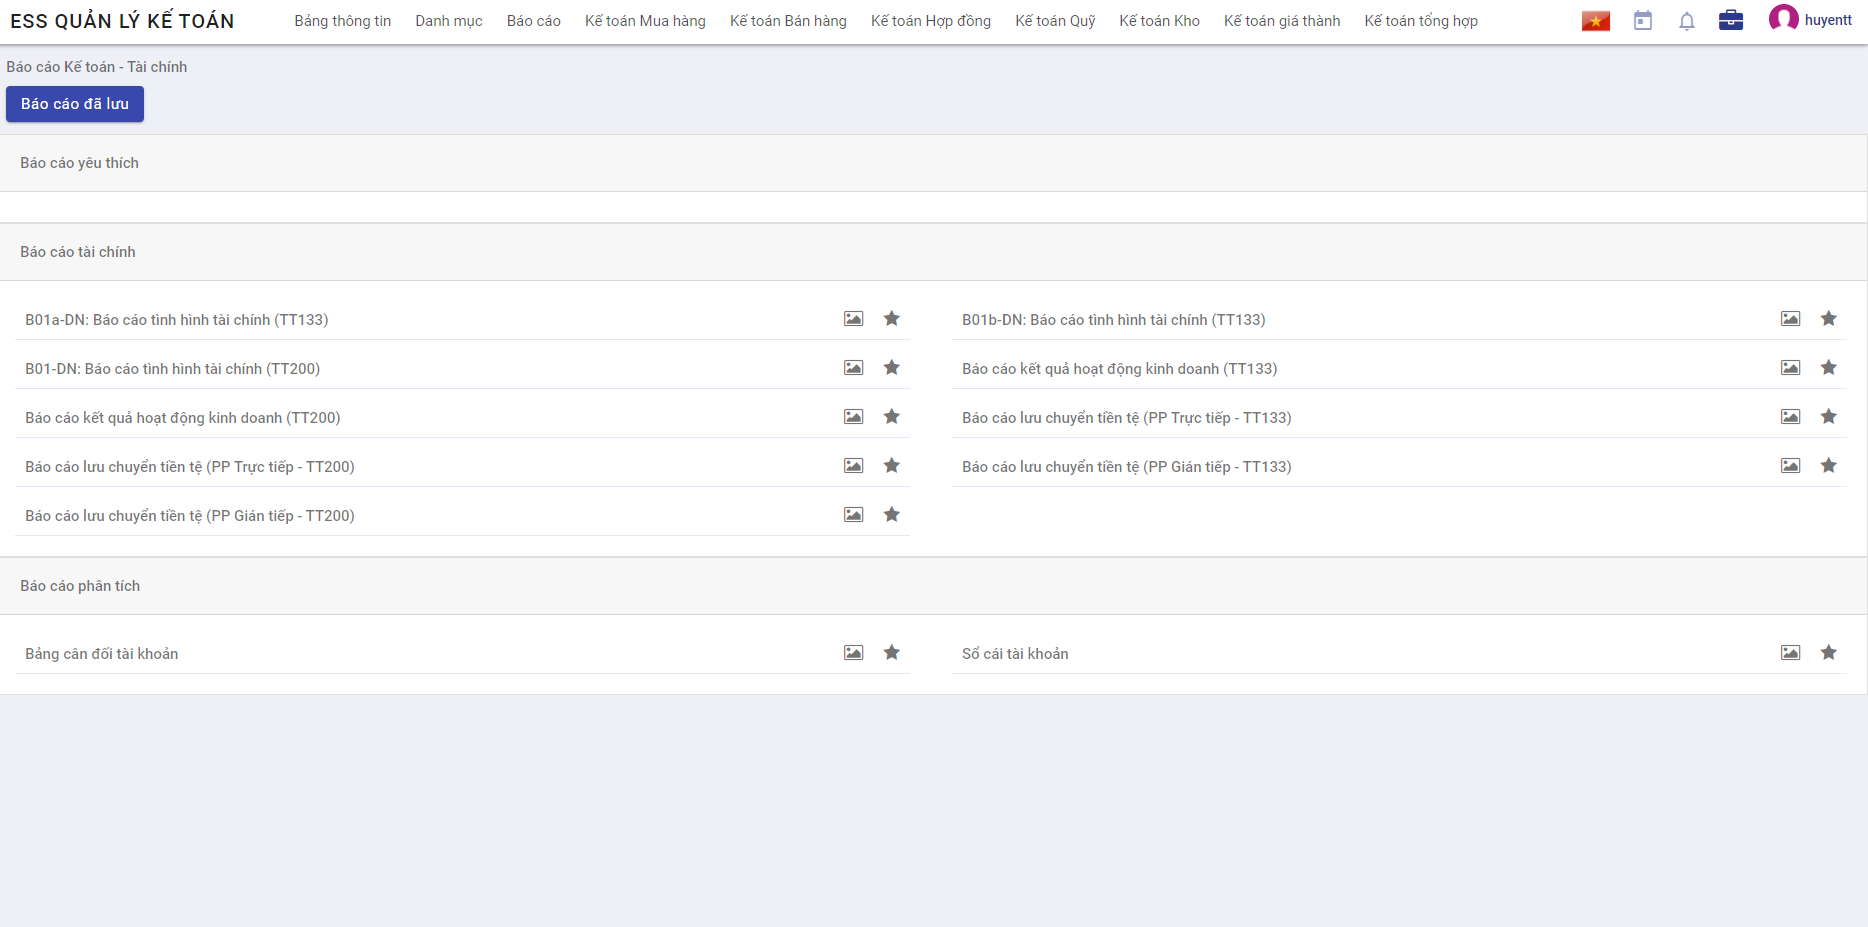 ESS QUẢN LÝ KẾ TOÁN
Bảng thông tin Danh mục Báo cáo Kế toán Mua hàng Kế toán Bán hàng Kế toán Hợp đồng Kế toán Quỹ Kế toán Kho Kế toán giá thành Kế toán tổng hợp huyentt
Báo cáo Kế toán - Tài chính
Báo cáo đã lưu
Báo cáo yêu thích
Báo cáo tài chính
B01a-DN: Báo cáo tình hình tài chính (TT133)
B01b-DN: Báo cáo tình hình tài chính (TT133)
B01-DN: Báo cáo tình hình tài chính (TT200)
Báo cáo kết quả hoạt động kinh doanh (TT133)
Báo cáo kết quả hoạt động kinh doanh (TT200)
Báo cáo lưu chuyển tiền tệ (PP Trực tiếp - TT133)
Báo cáo lưu chuyển tiền tệ (PP Trực tiếp - TT200)
Báo cáo lưu chuyển tiền tệ (PP Gián tiếp - TT133)
Báo cáo lưu chuyển tiền tệ (PP Gián tiếp - TT200)
Báo cáo phân tích
Bảng cân đối tài khoản
Sổ cái tài khoản